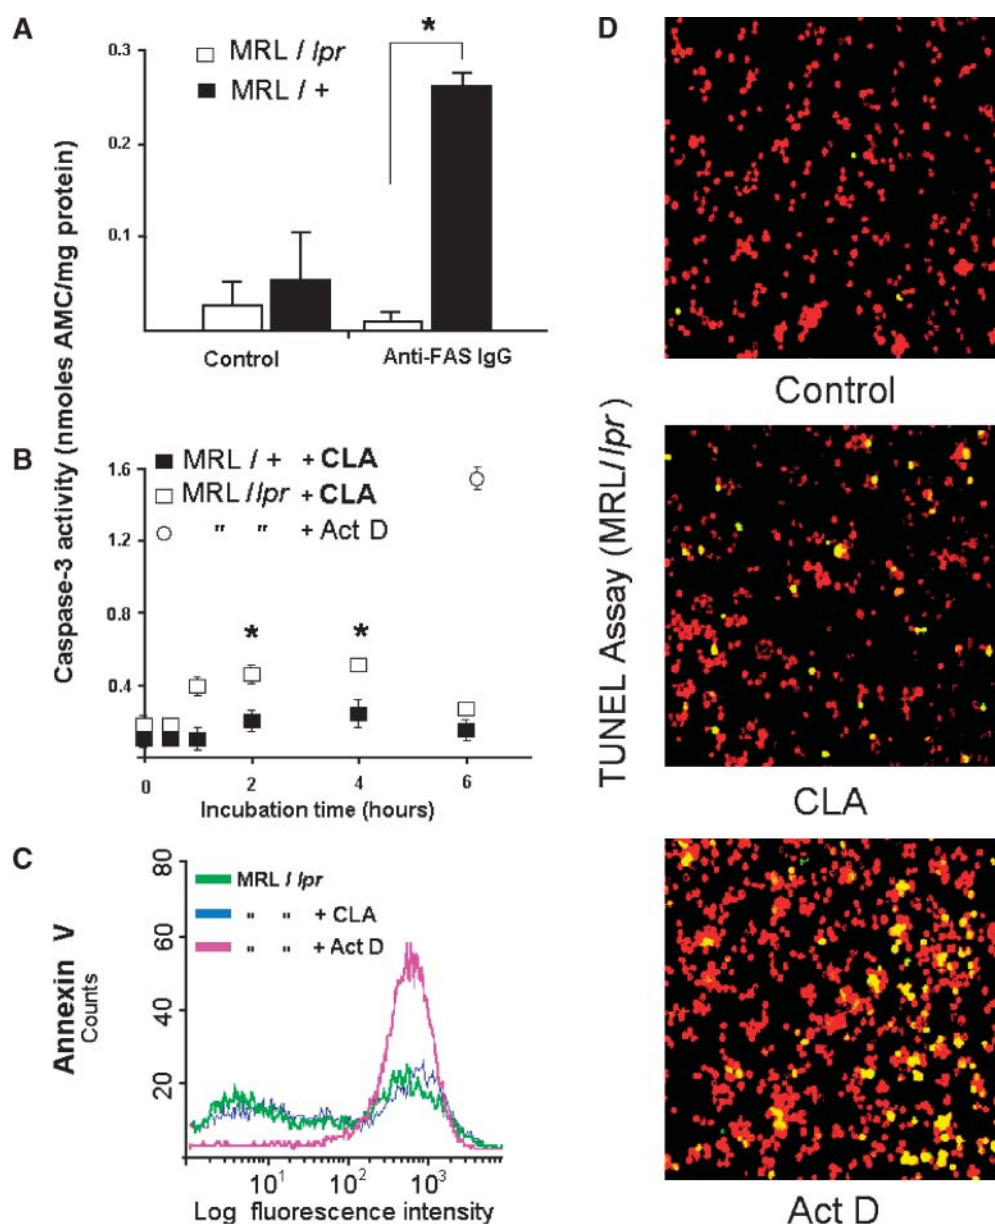 A
Caspase-3 activity (nmoles AMC/mg protein)
0.3
0.2
0.1
MRL / lpr
MRL / +
*
Control
Anti-FAS IgG
B
1.6
1.2
0.8
0.4
MRL / + + CLA
MRL / lpr + CLA
" " + Act D
* *
0 2 4 6
Incubation time (hours)
C
Annexin V
Counts
80
60
40
20
MRL / lpr
" " + CLA
" " + Act D
10¹ 10² 10³
Log fluorescence intensity
D
TUNEL Assay (MRL/lpr)
Control
CLA
Act D